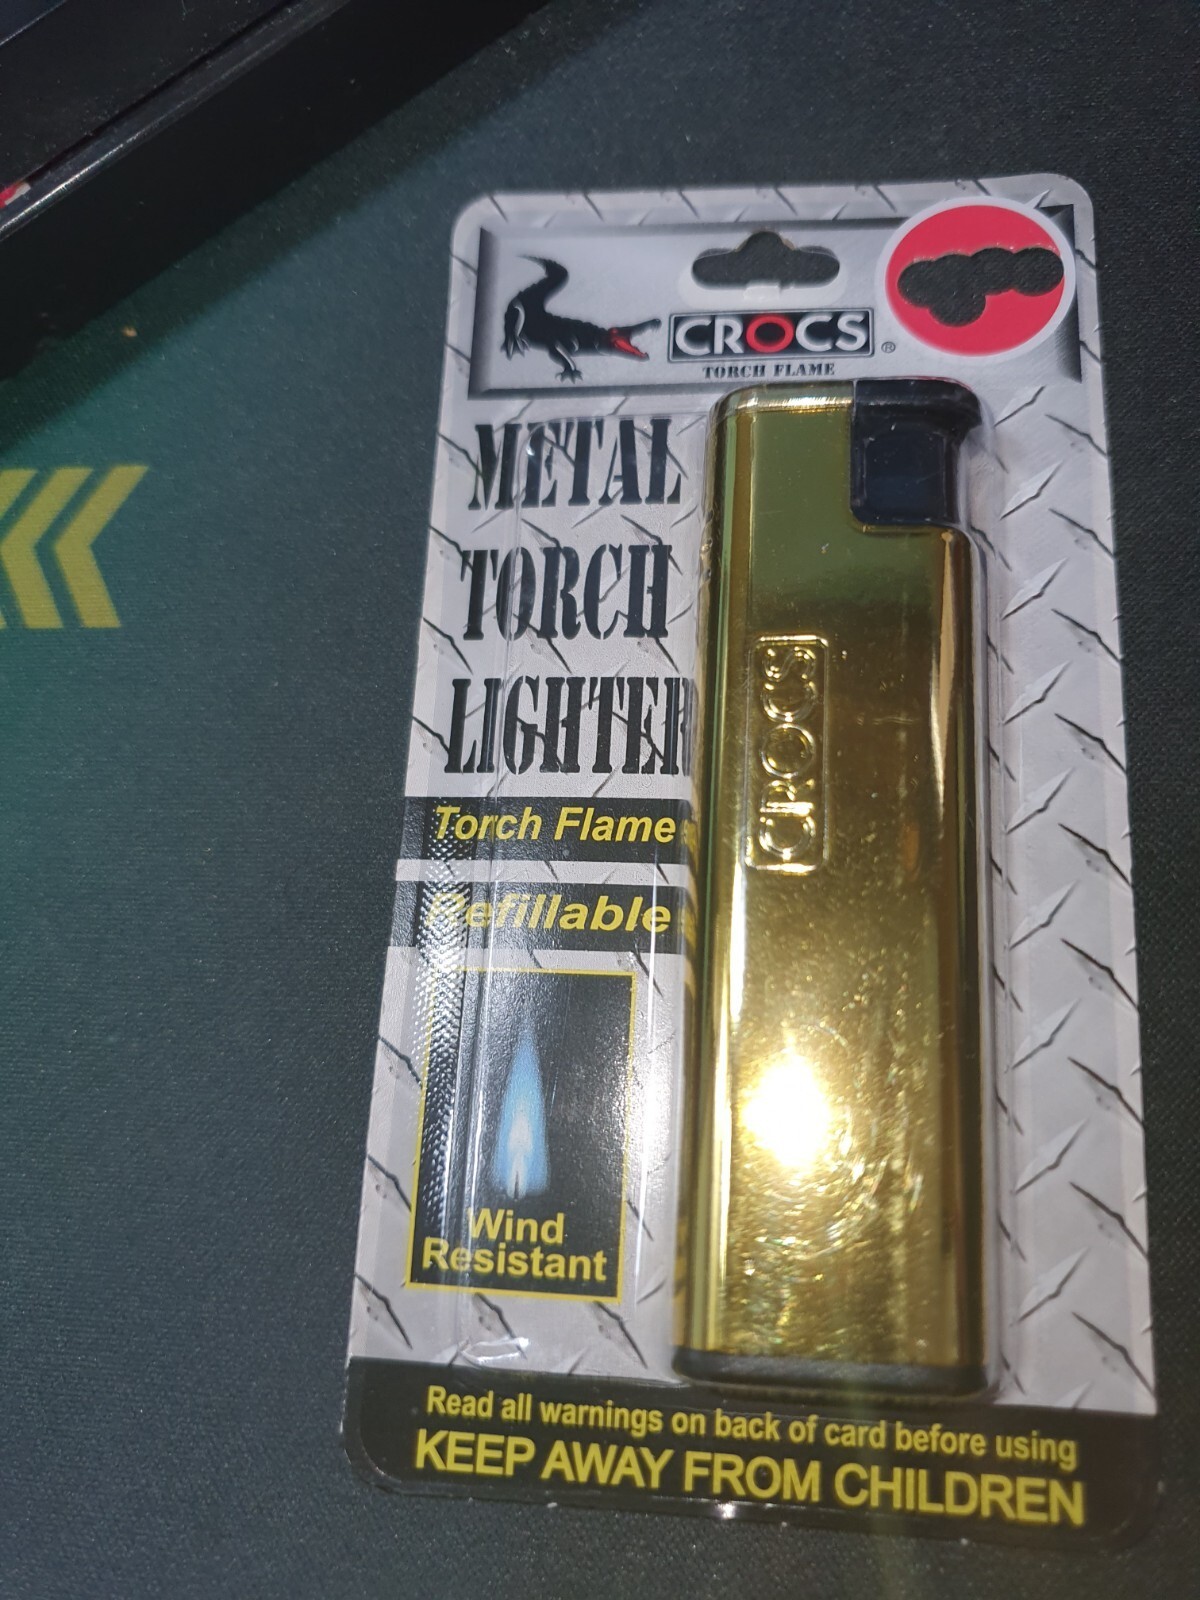 CROCS®
TORCH FLAME
METAL
TORCH
LIGHTER
Torch Flame
Refillable
Wind
Resistant
CROCS
Read all warnings on back of card before using
KEEP AWAY FROM CHILDREN